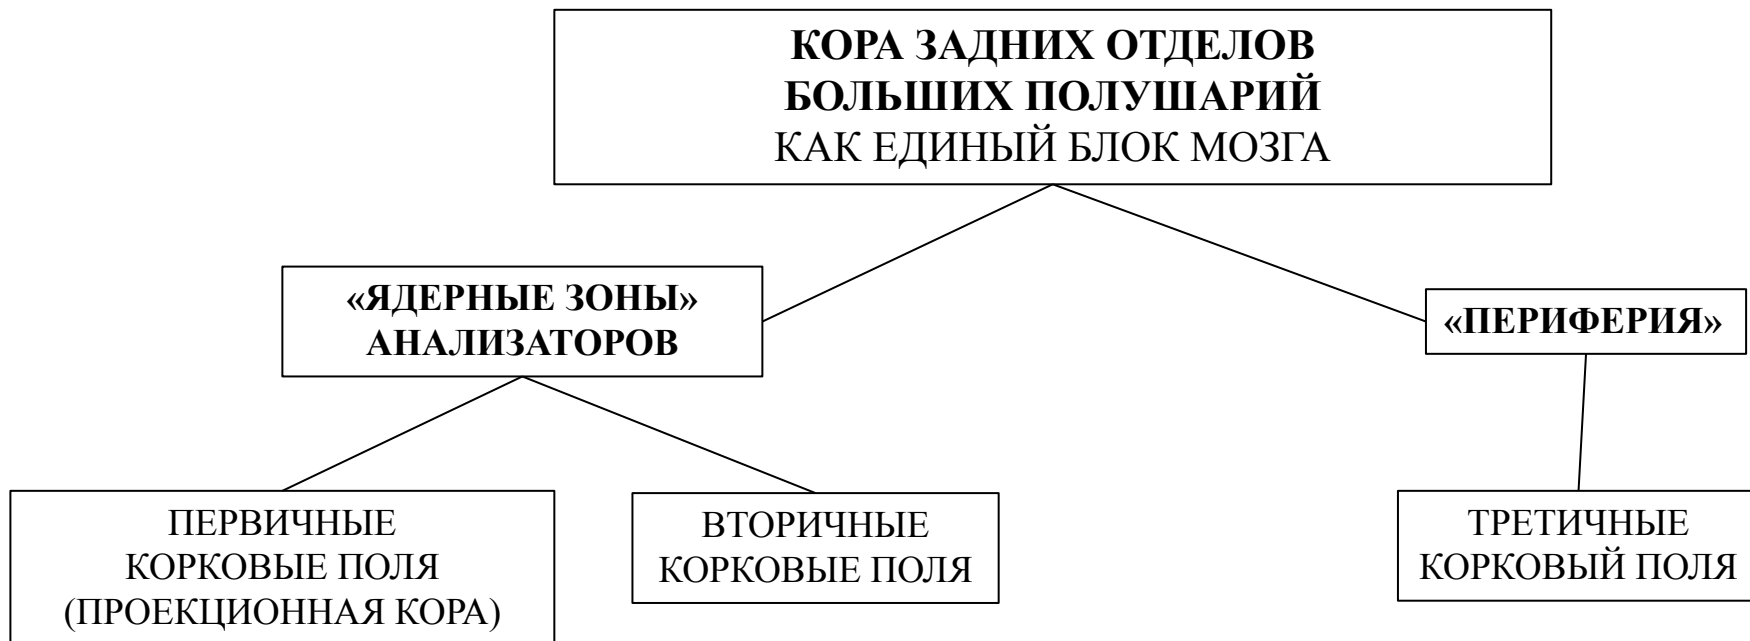 КОРА ЗАДНИХ ОТДЕЛОВ
БОЛЬШИХ ПОЛУШАРИЙ
КАК ЕДИНЫЙ БЛОК МОЗГА
«ЯДЕРНЫЕ ЗОНЫ»
АНАЛИЗАТОРОВ
«ПЕРИФЕРИЯ»
ПЕРВИЧНЫЕ
КОРКОВЫЕ ПОЛЯ
(ПРОЕКЦИОННАЯ КОРА)
ВТОРИЧНЫЕ
КОРКОВЫЕ ПОЛЯ
ТРЕТИЧНЫЕ
КОРКОВЫЙ ПОЛЯ